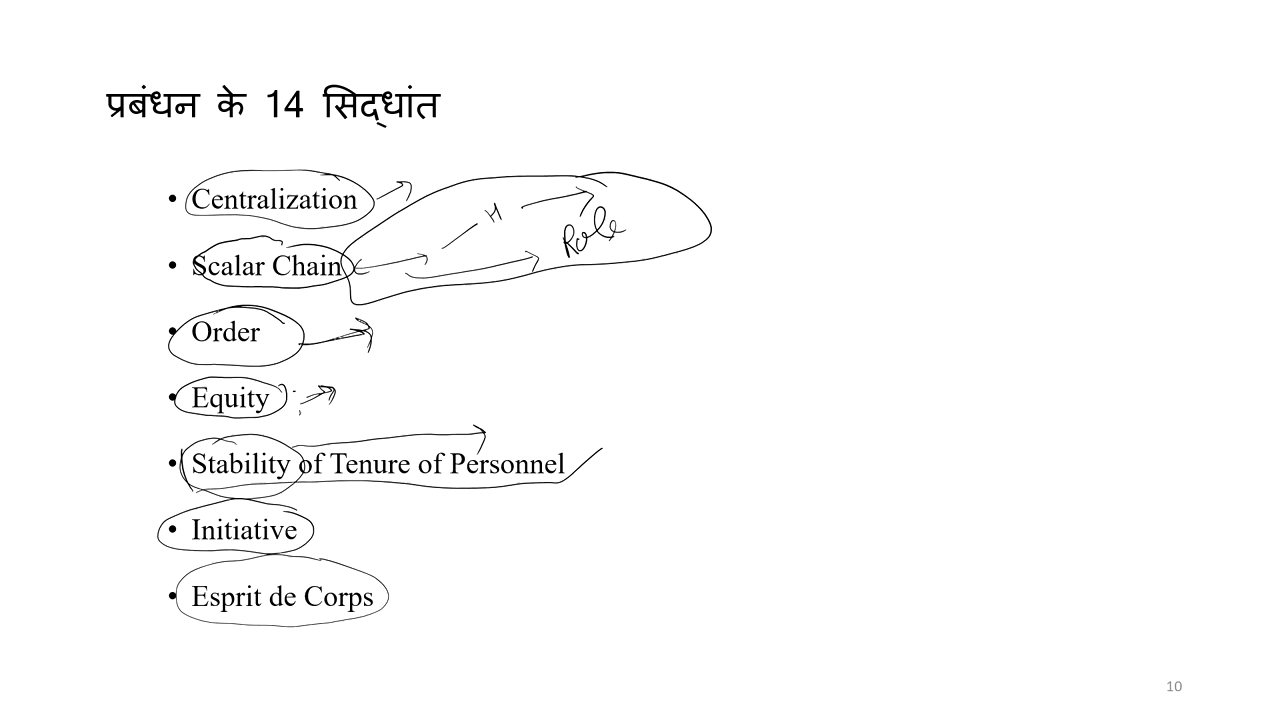 प्रबंधन के 14 सिद्धांत
• Centralization
H
Role
• Scalar Chain
• Order
• Equity
• Stability of Tenure of Personnel
• Initiative
• Esprit de Corps
10